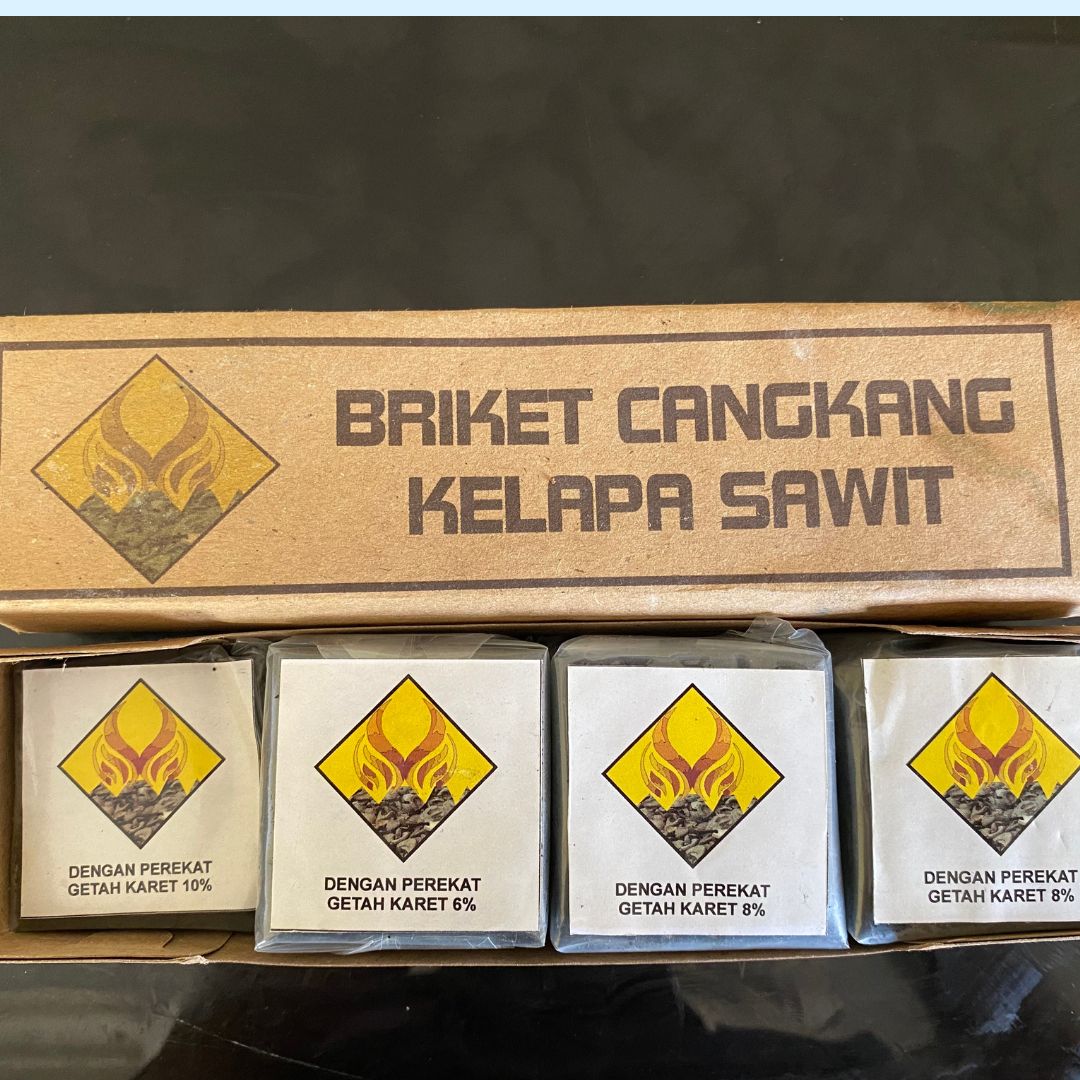 BRIKET CANGKANG
KELAPA SAWIT
DENGAN PEREKAT
GETAH KARET 10%
DENGAN PEREKAT
GETAH KARET 6%
DENGAN PEREKAT
GETAH KARET 8%
DENGAN PEREKAT
GETAH KARET 8%